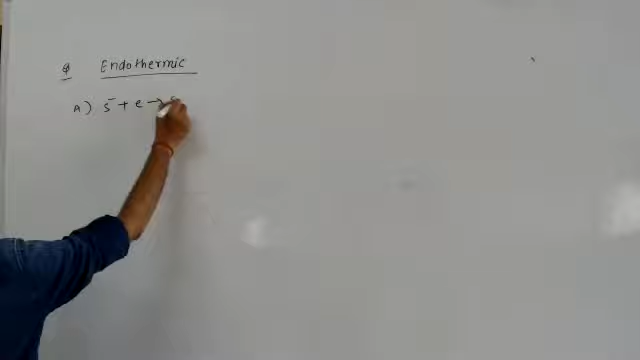 Q Endothermic
A) S⁻ + e → S